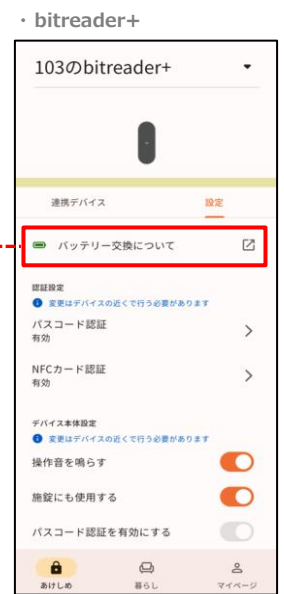 ・bitreader+
103のbitreader+
連携デバイス
設定
バッテリー交換について
認証設定
変更はデバイスの近くで行う必要があります
パスコード認証
有効
NFCカード認証
有効
デバイス本体設定
変更はデバイスの近くで行う必要があります
操作音を鳴らす
施錠にも使用する
パスコード認証を有効にする
あけしめ
暮らし
マイページ